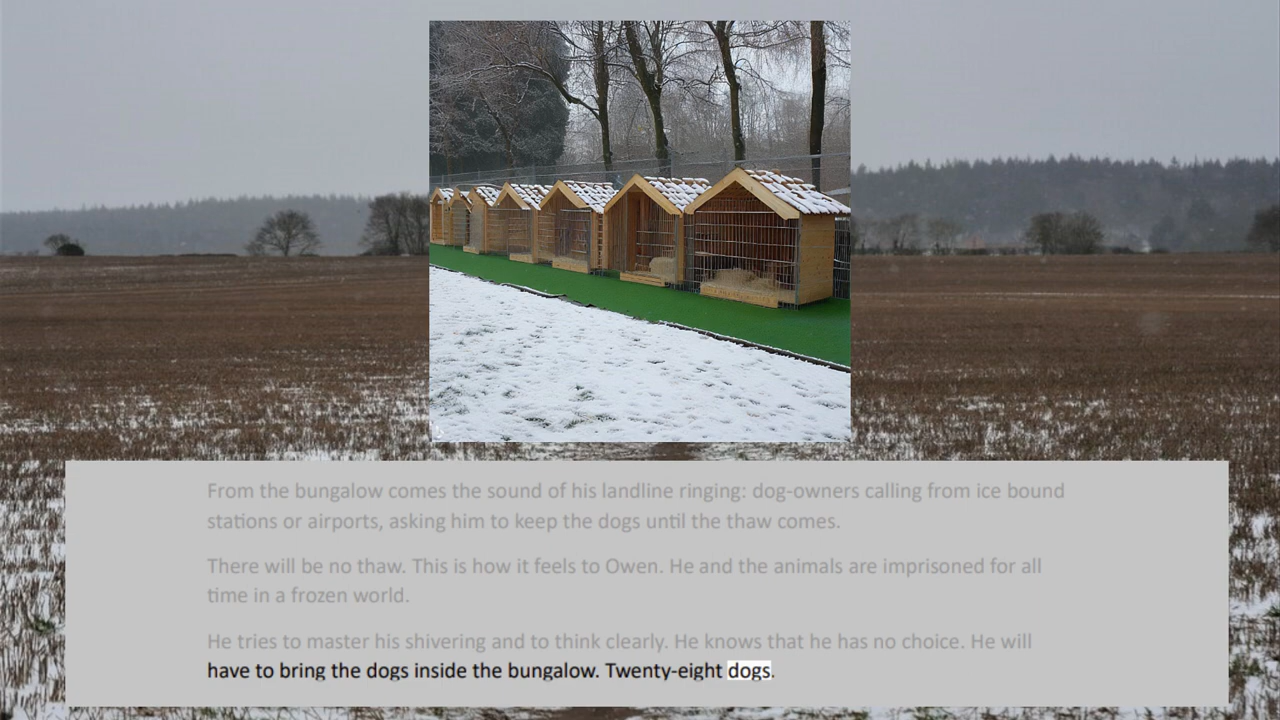 From the bungalow comes the sound of his landline ringing: dog-owners calling from ice bound
stations or airports, asking him to keep the dogs until the thaw comes.
There will be no thaw. This is how it feels to Owen. He and the animals are imprisoned for all
time in a frozen world.
He tries to master his shivering and to think clearly. He knows that he has no choice. He will
have to bring the dogs inside the bungalow. Twenty-eight dogs.